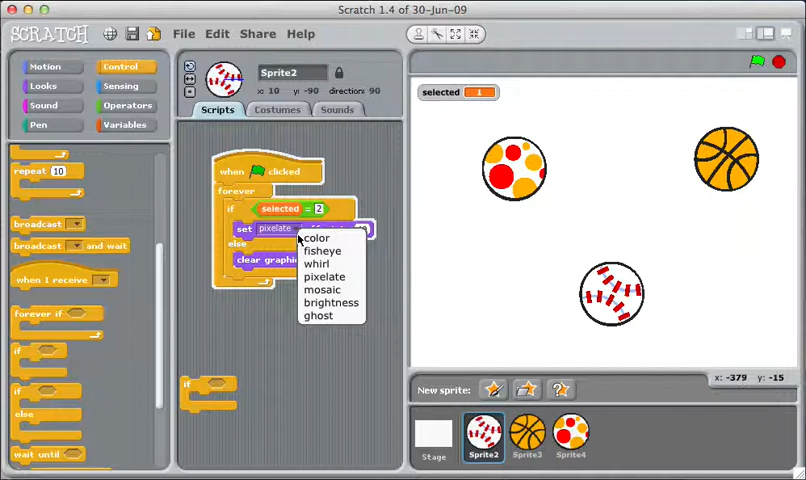 Scratch 1.4 of 30-Jun-09
SCRATCH File Edit Share Help
Motion Control
Looks Sensing
Sound Operators
Pen Variables
repeat 10
broadcast
broadcast and wait
when I receive
forever if
if
if
else
wait until
Sprite2
x: 10 y: -90 direction: 90
Scripts Costumes Sounds
when clicked
forever
if selected = 2
set pixelate
else
clear graphi
color
fisheye
whirl
pixelate
mosaic
brightness
ghost
if
selected 1
x: -379 y: -15
New sprite:
Stage
Sprite2
Sprite3
Sprite4